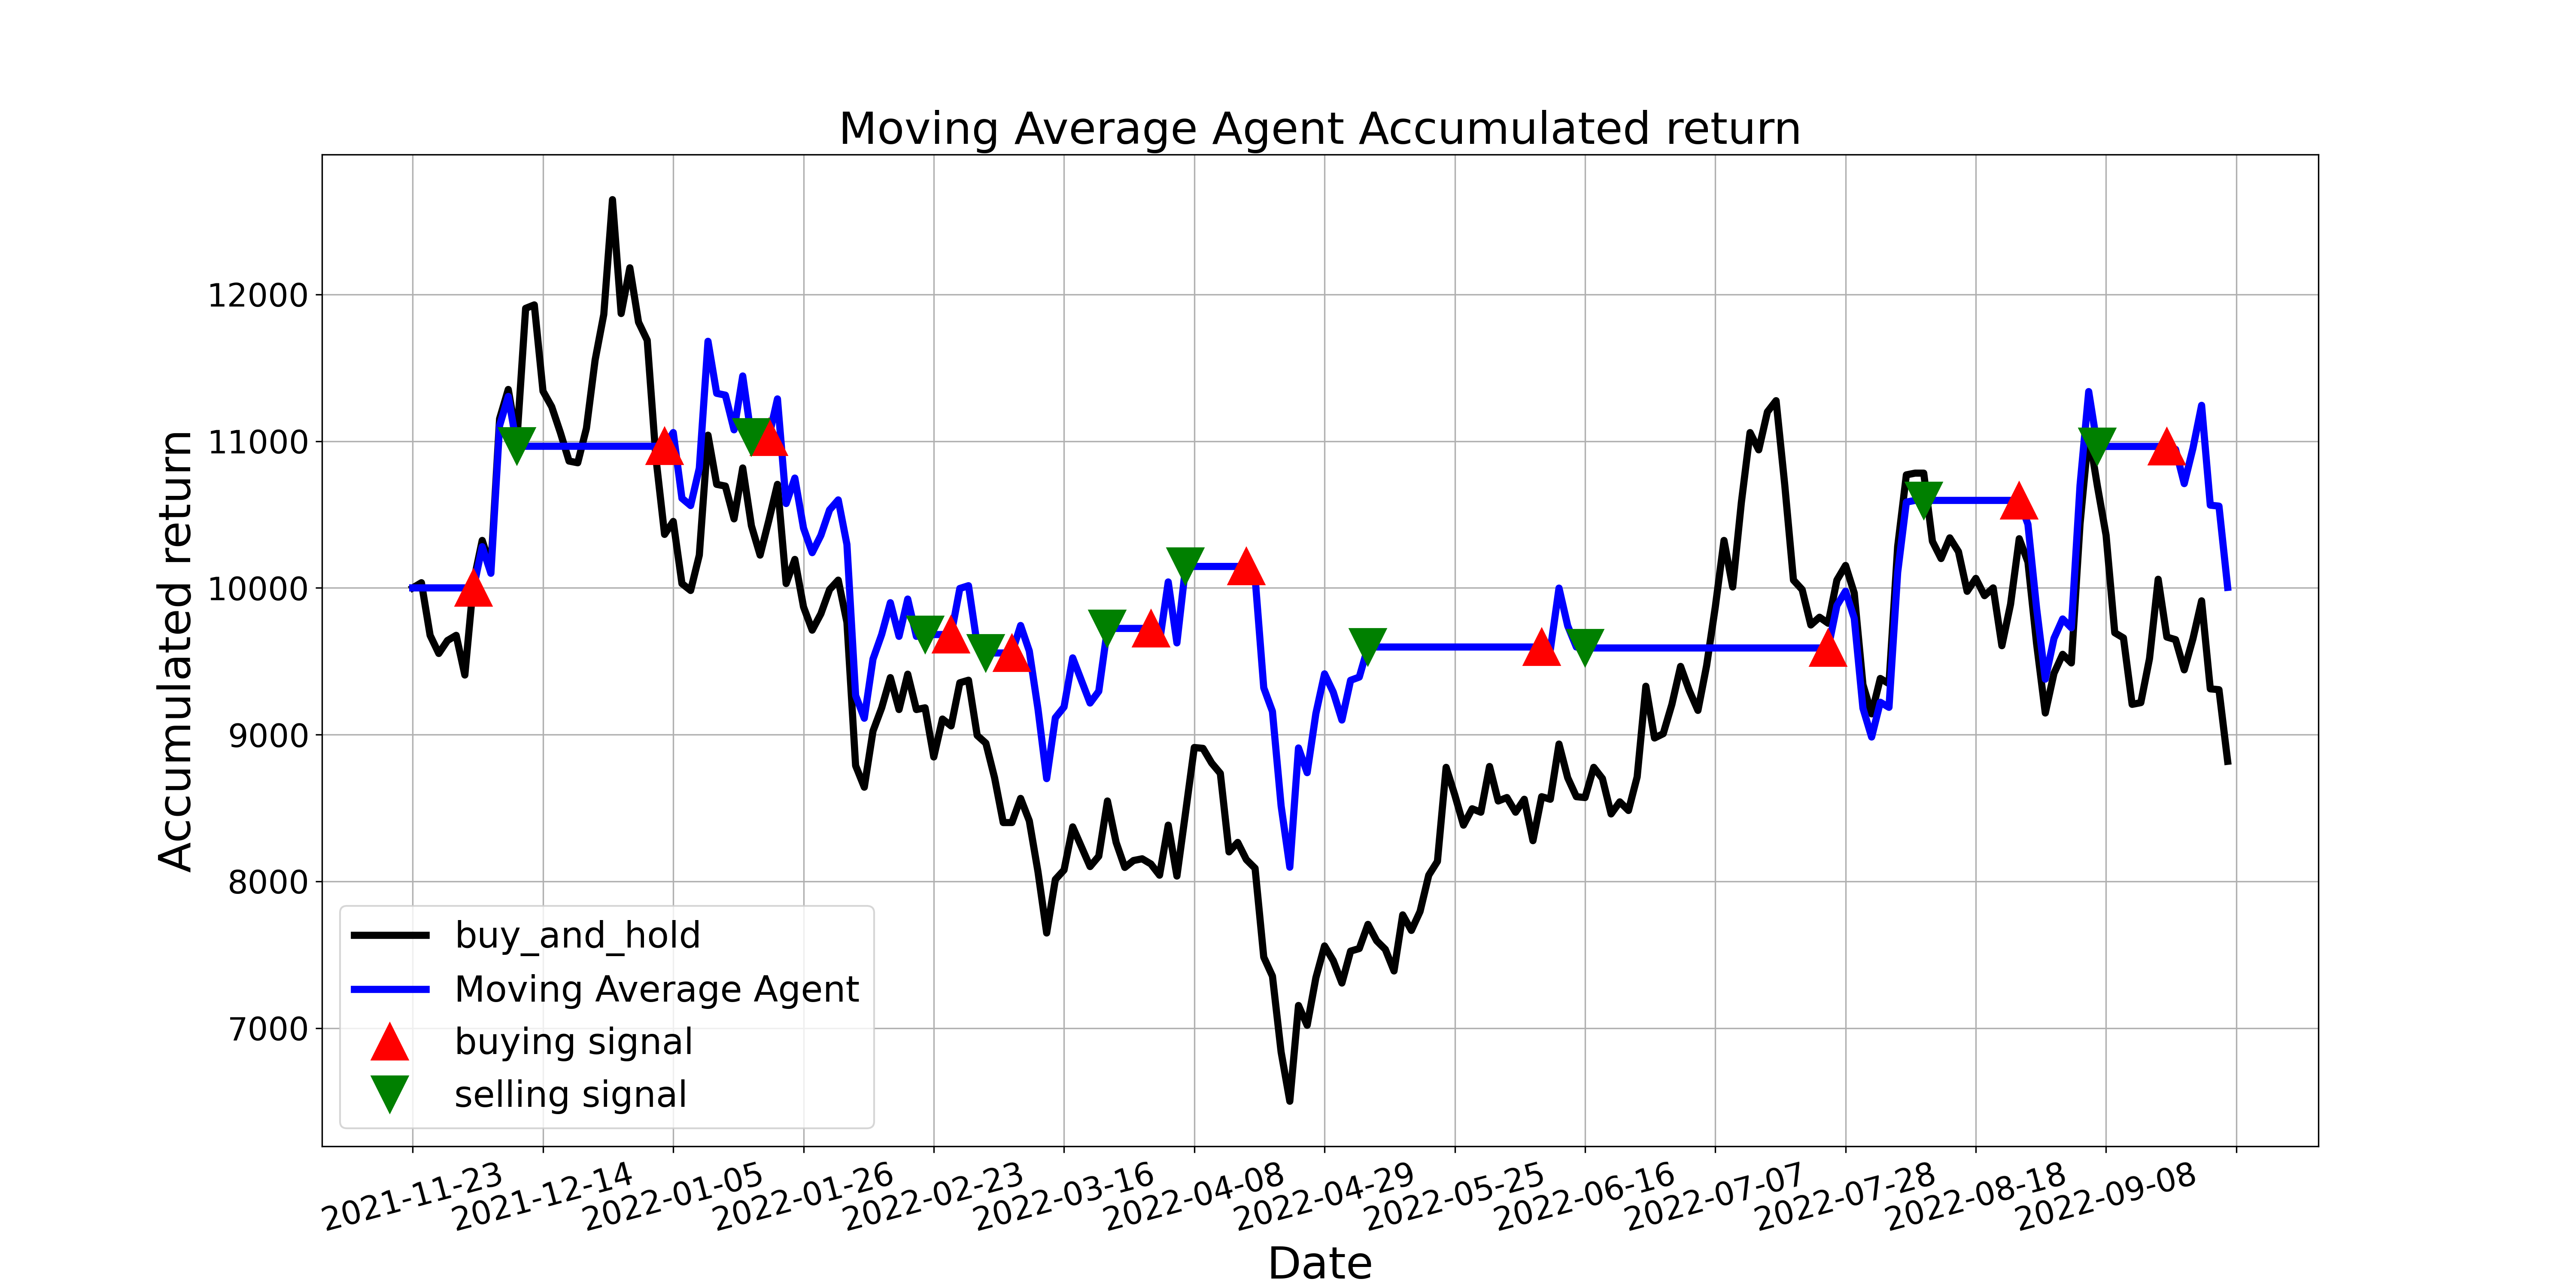 Moving Average Agent Accumulated return
Accumulated return
12000
11000
10000
9000
8000
7000
buy_and_hold
Moving Average Agent
buying signal
selling signal
2021-11-23
2021-12-14
2022-01-05
2022-01-26
2022-02-23
2022-03-16
2022-04-08
2022-04-29
2022-05-25
2022-06-16
2022-07-07
2022-07-28
2022-08-18
2022-09-08
Date